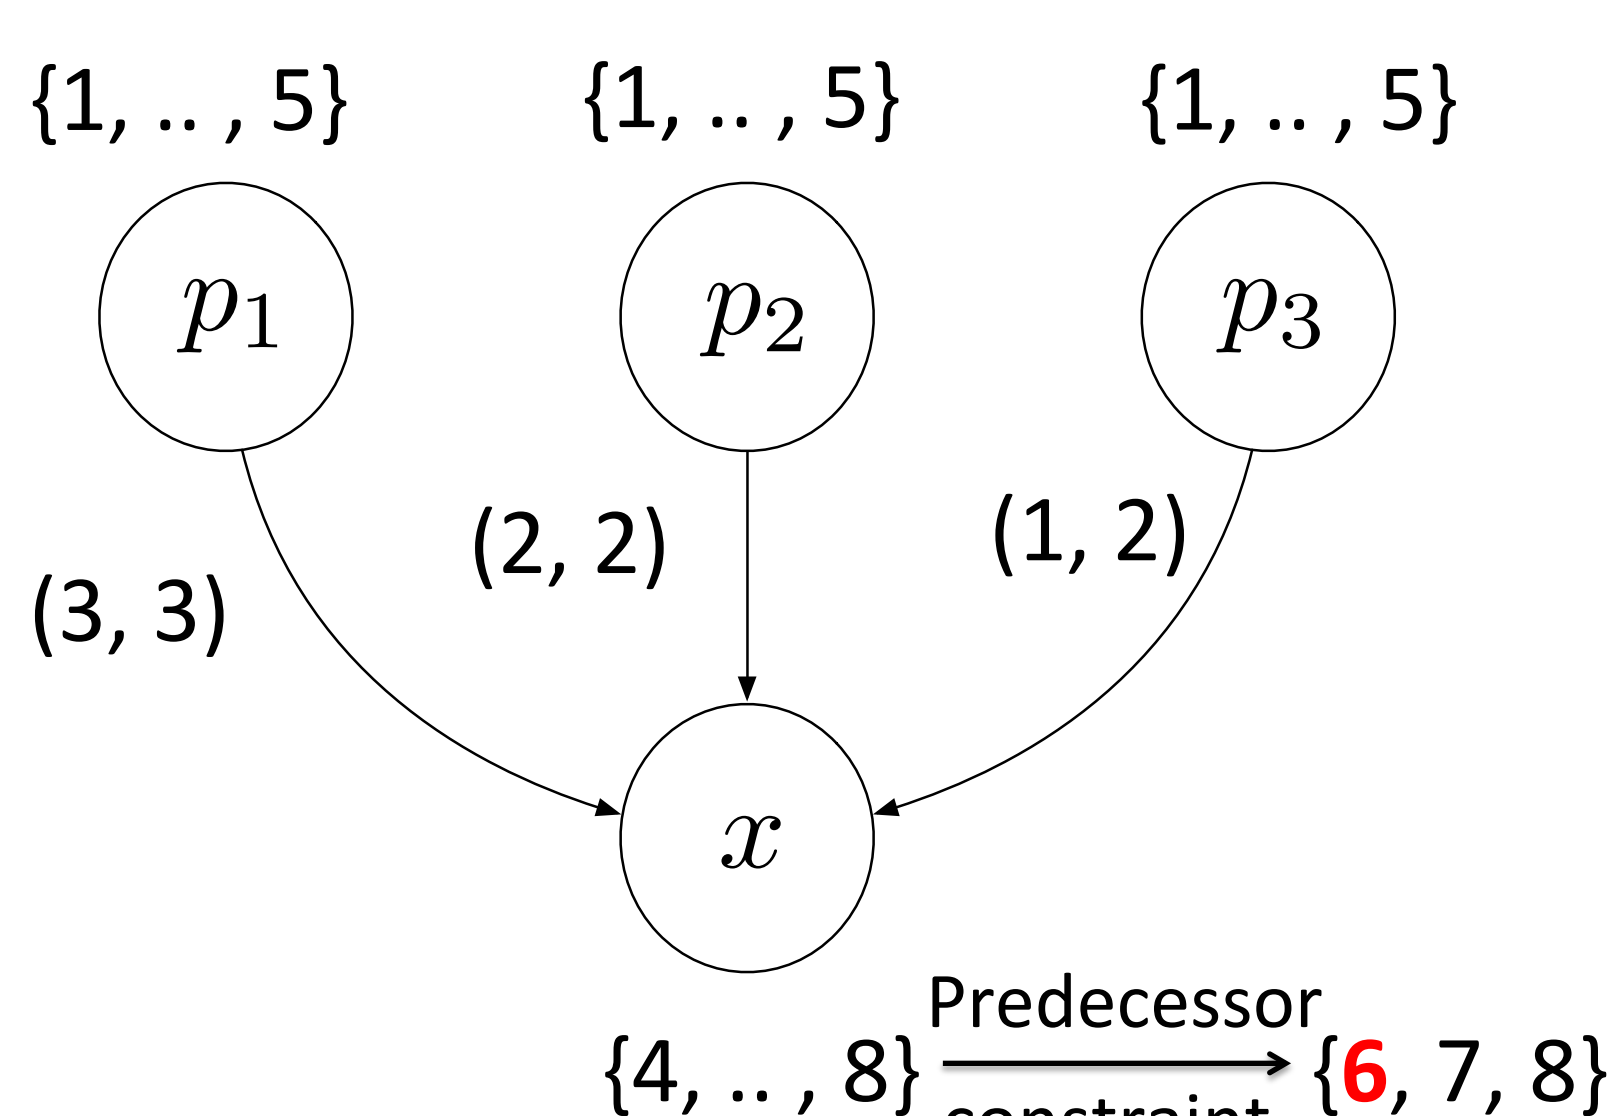 {1, .. , 5} {1, .. , 5} {1, .. , 5}
p1 p2 p3
(3, 3) (2, 2) (1, 2)
x
Predecessor
{4, .. , 8} {6, 7, 8}
constraint